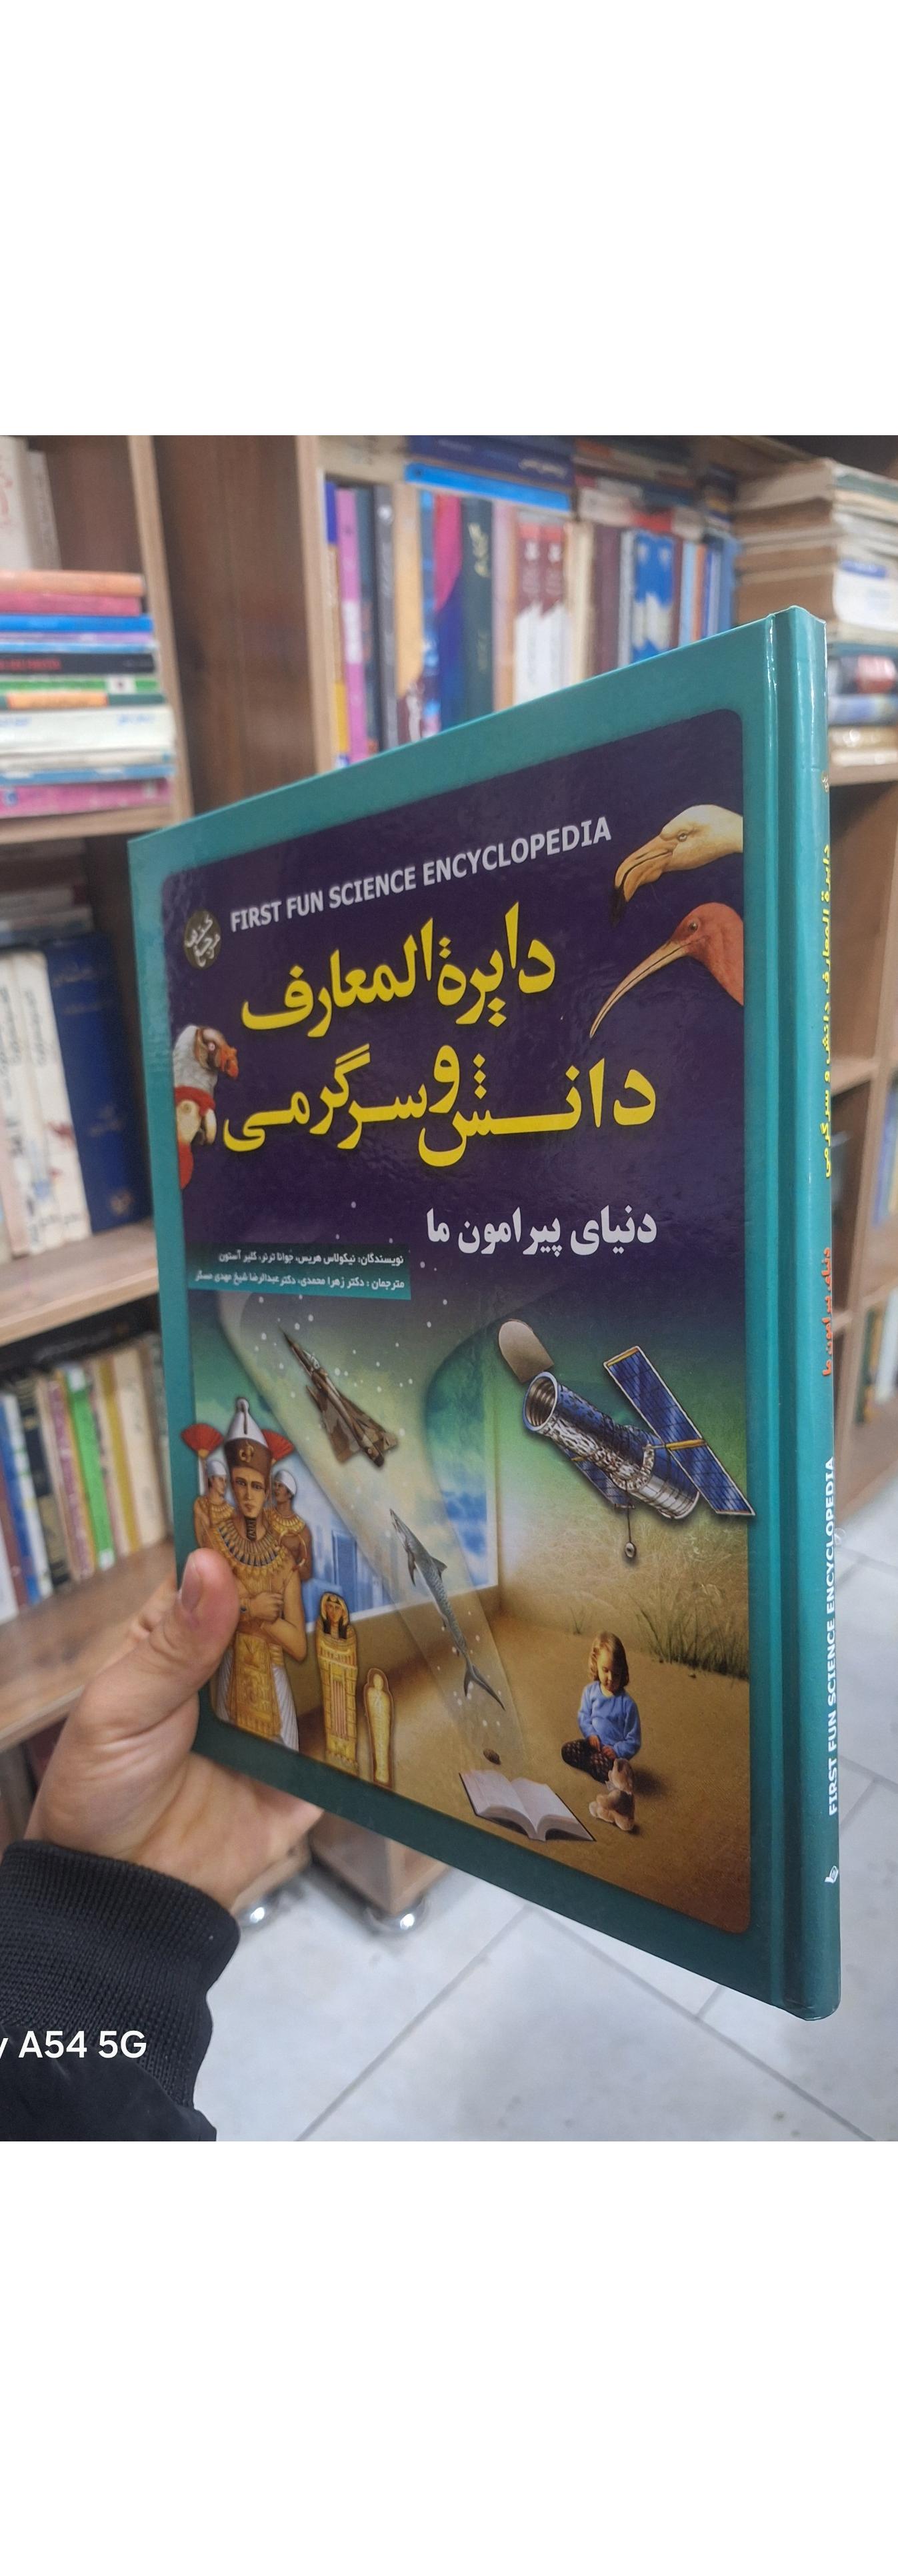 FIRST FUN SCIENCE ENCYCLOPEDIA
دایرة المعارف
دانش و سرگرمی
دنیای پیرامون ما
نویسندگان: نیکولاس هریس، جوانا ترنر، کلیر آستون
مترجمان: دکتر زهرا محمدی، دکتر عبدالرضا شیخ مهدی مسگر
دایرة المعارف دانش و سرگرمی
دنیای پیرامون ما
FIRST FUN SCIENCE ENCYCLOPEDIA
A54 5G